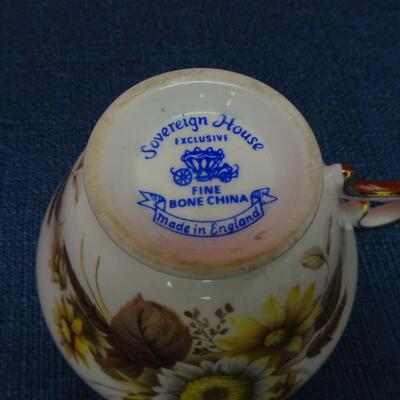 Sovereign House
EXCLUSIVE
FINE
BONE CHINA
made in England